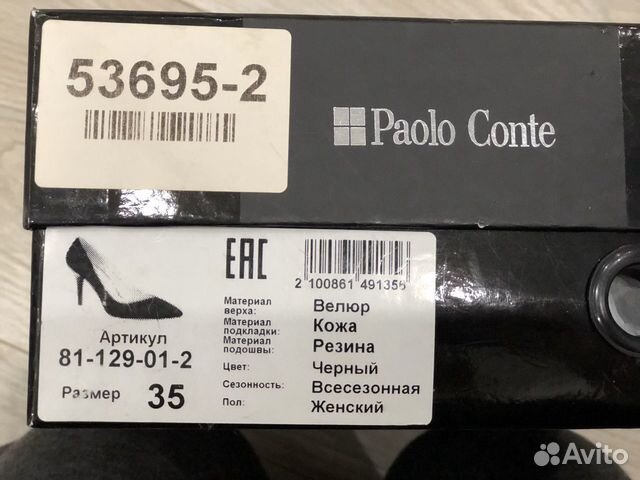 53695-2
Paolo Conte
EAC
2 100861 491356
Артикул
81-129-01-2
Размер 35
Материал верха: Велюр
Материал подкладки: Кожа
Материал подошвы: Резина
Цвет: Черный
Сезонность: Всесезонная
Пол: Женский
Avito